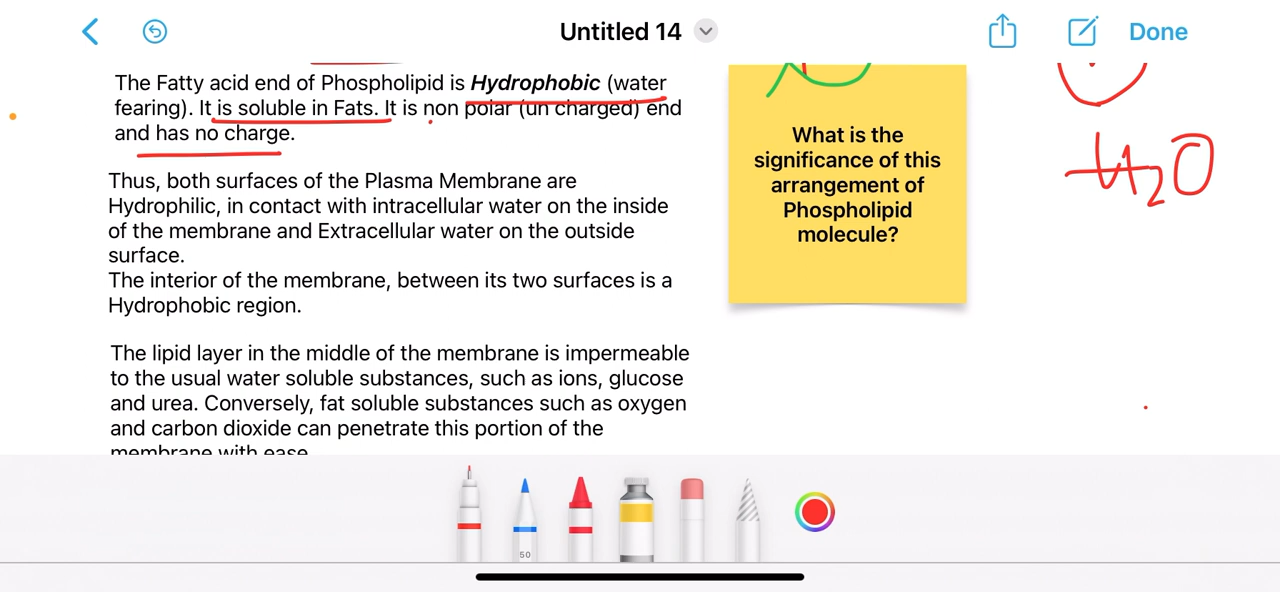 Untitled 14
Done
The Fatty acid end of Phospholipid is Hydrophobic (water
fearing). It is soluble in Fats. It is non polar (un charged) end
and has no charge.
Thus, both surfaces of the Plasma Membrane are
Hydrophilic, in contact with intracellular water on the inside
of the membrane and Extracellular water on the outside
surface.
The interior of the membrane, between its two surfaces is a
Hydrophobic region.
The lipid layer in the middle of the membrane is impermeable
to the usual water soluble substances, such as ions, glucose
and urea. Conversely, fat soluble substances such as oxygen
and carbon dioxide can penetrate this portion of the
membrane with ease.
What is the
significance of this
arrangement of
Phospholipid
molecule?
H2O
50